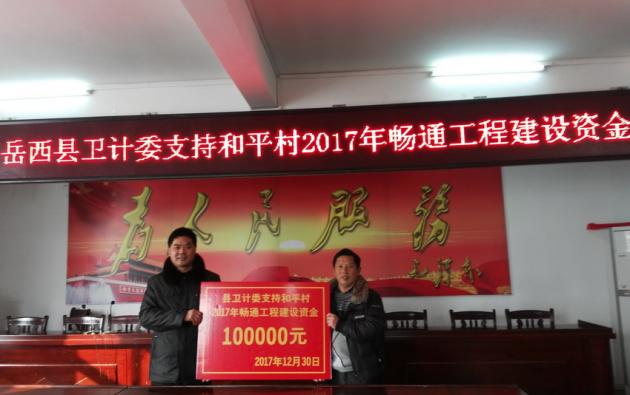 岳西县卫计委支持和平村2017年畅通工程建设资金
为人民服务
毛泽东
县卫计委支持和平村
2017年畅通工程建设资金
100000元
2017年12月30日